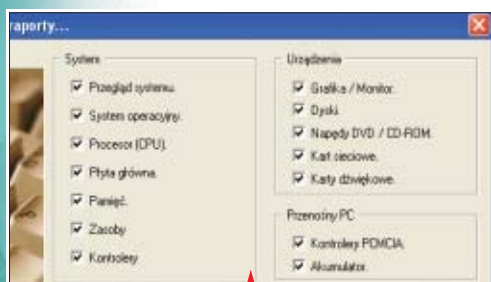 raporty...
System
Przegląd systemu.
System operacyjny.
Procesor (CPU).
Płyta główna.
Pamięć.
Zasoby
Kontrolery
Urządzenia
Grafika / Monitor.
Dyski.
Napędy DVD / CD-ROM.
Kart sieciowe.
Karty dźwiękowe.
Przenośny PC
Kontrolery PCMCIA.
Akumulator.